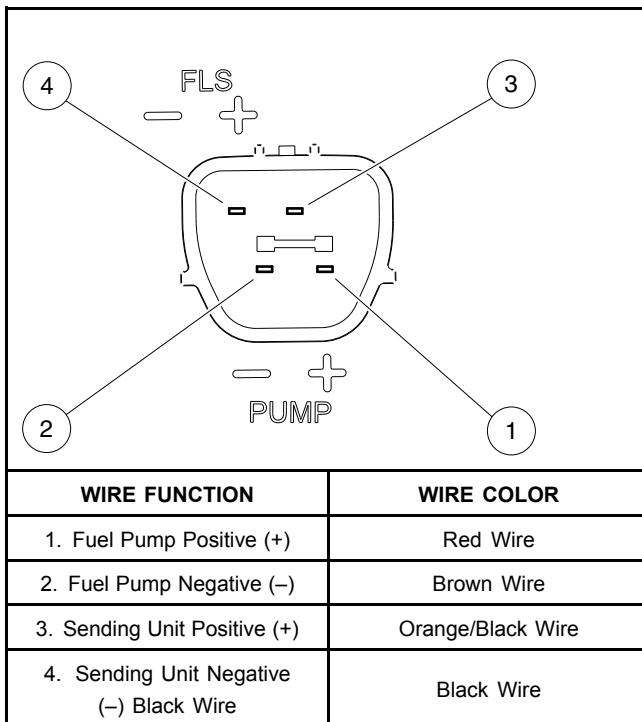 FLS
4
3
− +
− +
PUMP
2
1
WIRE FUNCTION
WIRE COLOR
1. Fuel Pump Positive (+)
Red Wire
2. Fuel Pump Negative (–)
Brown Wire
3. Sending Unit Positive (+)
Orange/Black Wire
4. Sending Unit Negative
(–) Black Wire
Black Wire